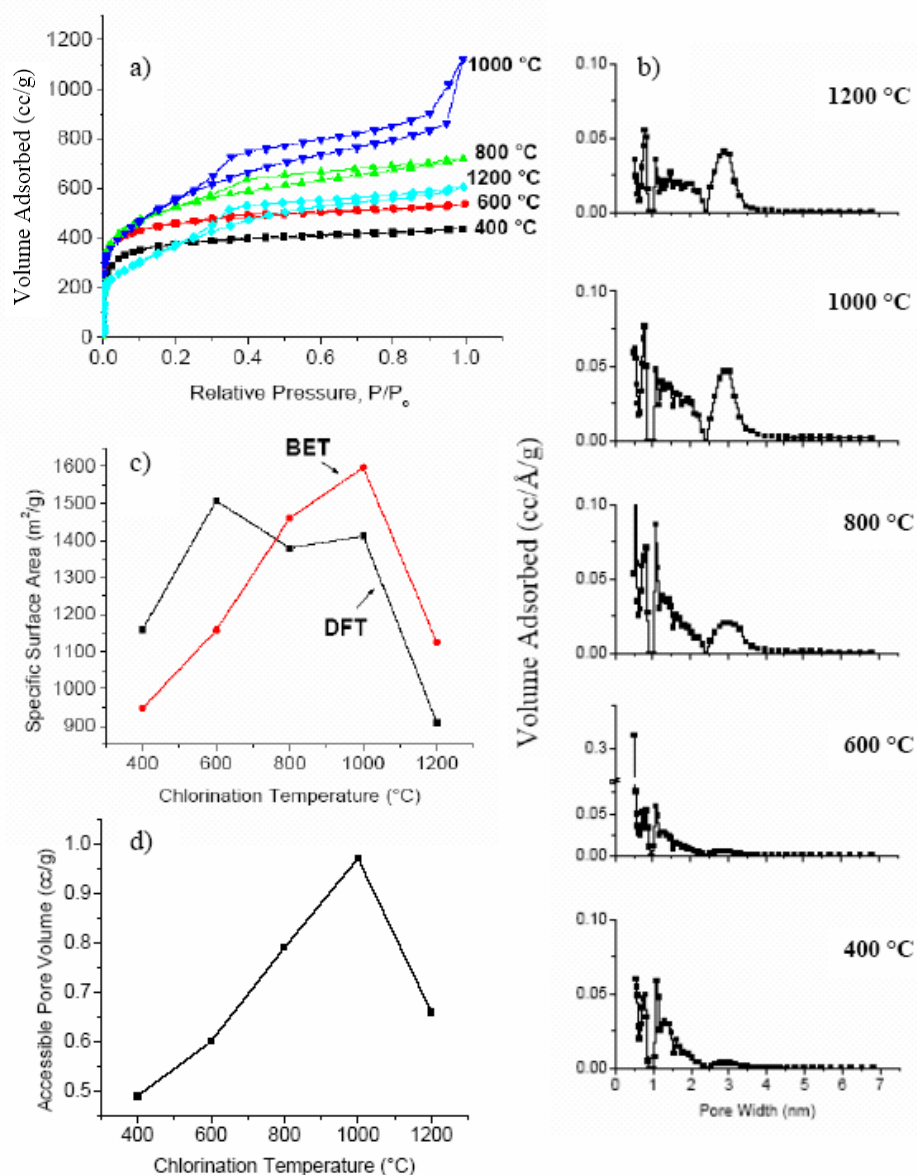 a)
1200
1000
800
600
400
200
0
0.0 0.2 0.4 0.6 0.8 1.0
Volume Adsorbed (cc/g)
Relative Pressure, P/P₀
1000 °C
800 °C
1200 °C
600 °C
400 °C
b)
Volume Adsorbed (cc/Å/g)
1200 °C
0.10
0.05
0.00
1000 °C
0.10
0.05
0.00
800 °C
0.10
0.05
0.00
600 °C
0.3
0.05
0.00
400 °C
0.10
0.05
0.00
0 1 2 3 4 5 6 7
Pore Width (nm)
c)
1600
1500
1400
1300
1200
1100
1000
900
400 600 800 1000 1200
Specific Surface Area (m²/g)
Chlorination Temperature (°C)
BET
DFT
d)
1.0
0.9
0.8
0.7
0.6
0.5
400 600 800 1000 1200
Accessible Pore Volume (cc/g)
Chlorination Temperature (°C)